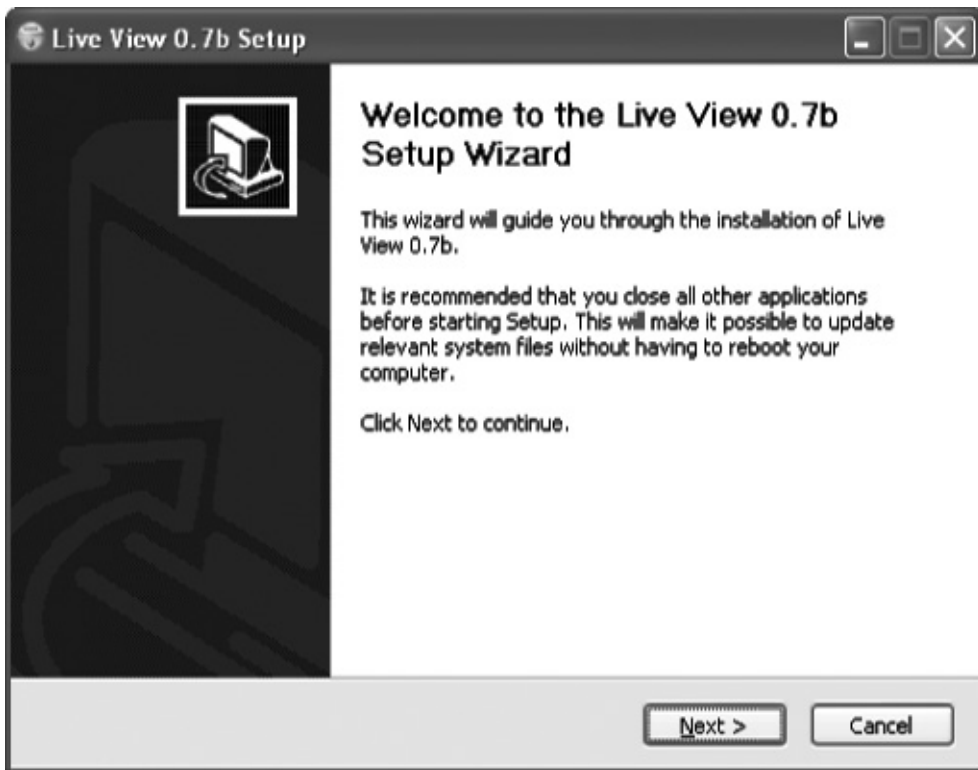 Live View 0.7b Setup
Welcome to the Live View 0.7b
Setup Wizard
This wizard will guide you through the installation of Live
View 0.7b.
It is recommended that you close all other applications
before starting Setup. This will make it possible to update
relevant system files without having to reboot your
computer.
Click Next to continue.
Next >
Cancel